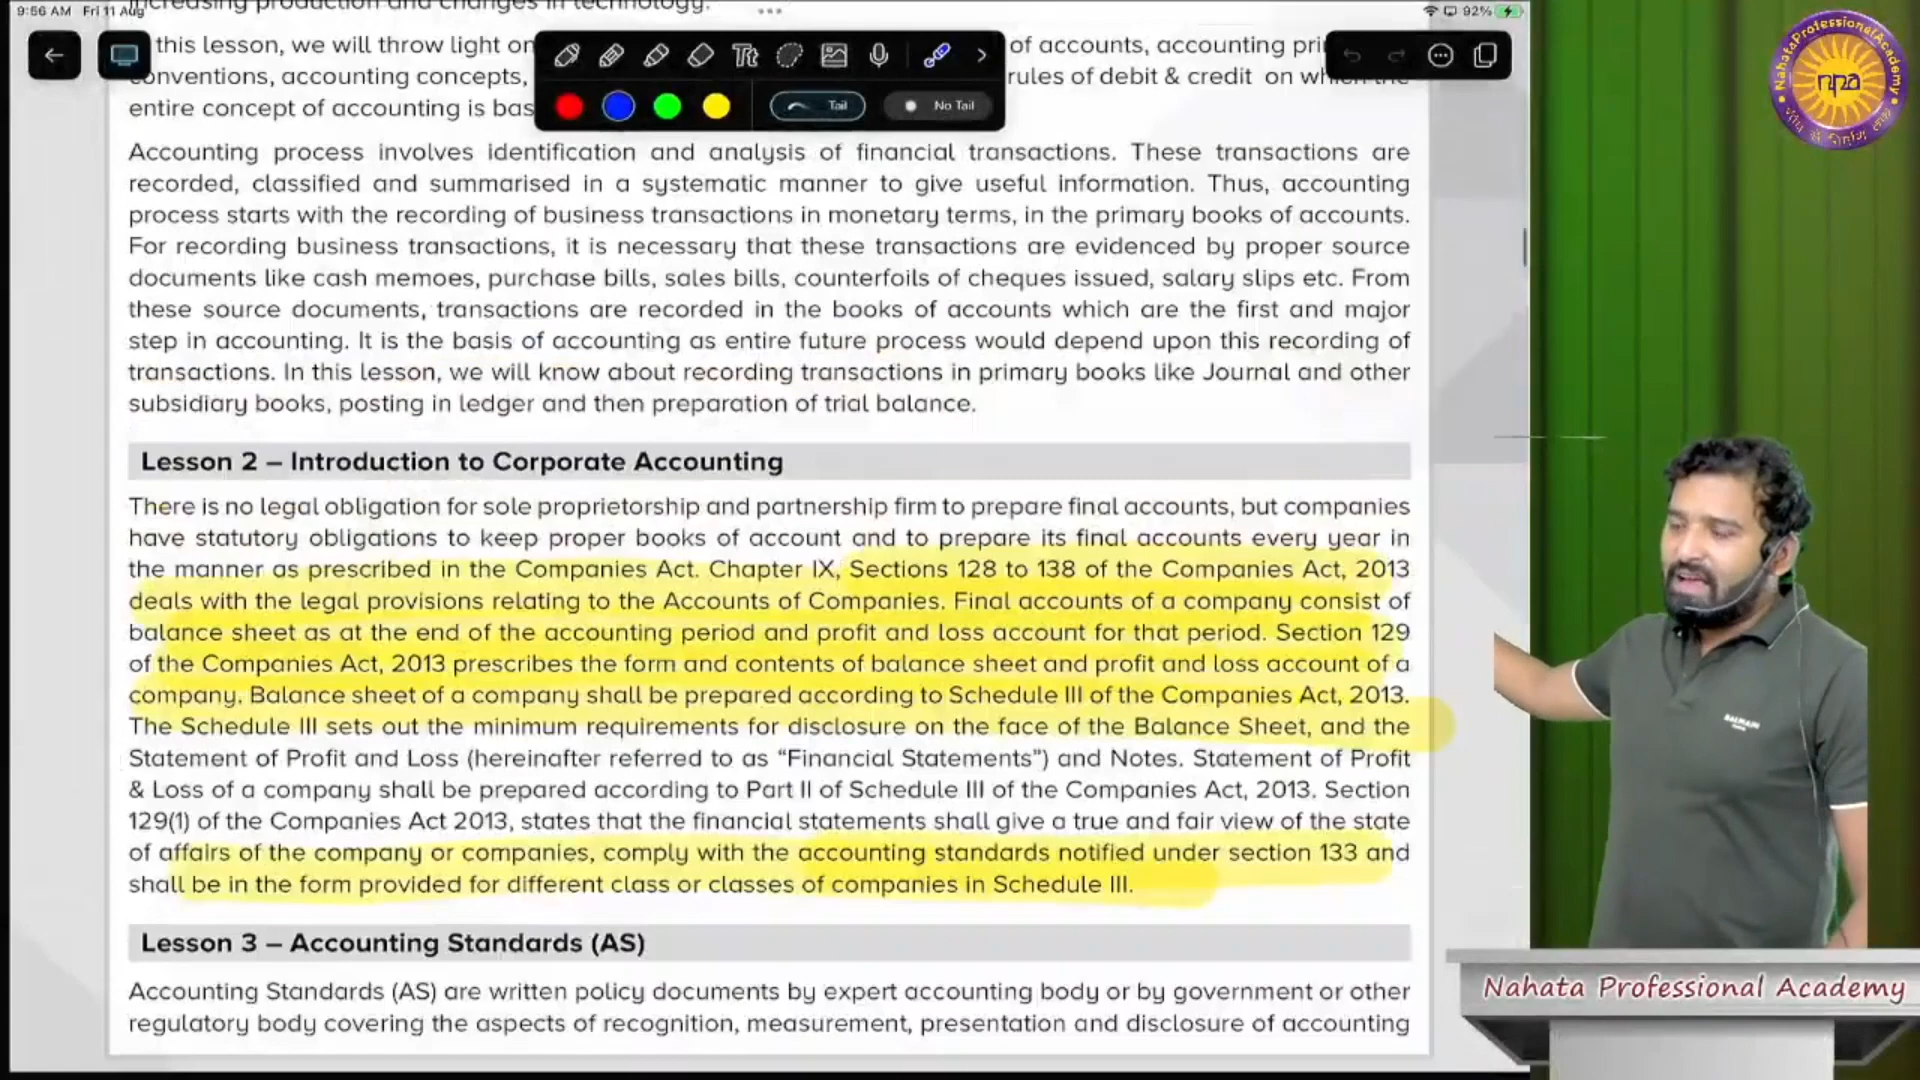 9:56 AM Fri 11 Aug
92%
increasing production and changes in technology.
this lesson, we will throw light on
of accounts, accounting
conventions, accounting concepts,
rules of debit & credit on which the
entire concept of accounting is bas
Tail
No Tail
Accounting process involves identification and analysis of financial transactions. These transactions are
recorded, classified and summarised in a systematic manner to give useful information. Thus, accounting
process starts with the recording of business transactions in monetary terms, in the primary books of accounts.
For recording business transactions, it is necessary that these transactions are evidenced by proper source
documents like cash memoes, purchase bills, sales bills, counterfoils of cheques issued, salary slips etc. From
these source documents, transactions are recorded in the books of accounts which are the first and major
step in accounting. It is the basis of accounting as entire future process would depend upon this recording of
transactions. In this lesson, we will know about recording transactions in primary books like Journal and other
subsidiary books, posting in ledger and then preparation of trial balance.
Lesson 2 – Introduction to Corporate Accounting
There is no legal obligation for sole proprietorship and partnership firm to prepare final accounts, but companies
have statutory obligations to keep proper books of account and to prepare its final accounts every year in
the manner as prescribed in the Companies Act. Chapter IX, Sections 128 to 138 of the Companies Act, 2013
deals with the legal provisions relating to the Accounts of Companies. Final accounts of a company consist of
balance sheet as at the end of the accounting period and profit and loss account for that period. Section 129
of the Companies Act, 2013 prescribes the form and contents of balance sheet and profit and loss account of a
company. Balance sheet of a company shall be prepared according to Schedule III of the Companies Act, 2013.
The Schedule III sets out the minimum requirements for disclosure on the face of the Balance Sheet, and the
Statement of Profit and Loss (hereinafter referred to as “Financial Statements”) and Notes. Statement of Profit
& Loss of a company shall be prepared according to Part II of Schedule III of the Companies Act, 2013. Section
129(1) of the Companies Act 2013, states that the financial statements shall give a true and fair view of the state
of affairs of the company or companies, comply with the accounting standards notified under section 133 and
shall be in the form provided for different class or classes of companies in Schedule III.
Lesson 3 – Accounting Standards (AS)
Accounting Standards (AS) are written policy documents by expert accounting body or by government or other
regulatory body covering the aspects of recognition, measurement, presentation and disclosure of accounting
NahataProfessionalAcademy
npa
BALMAIN
Nahata Professional Academy